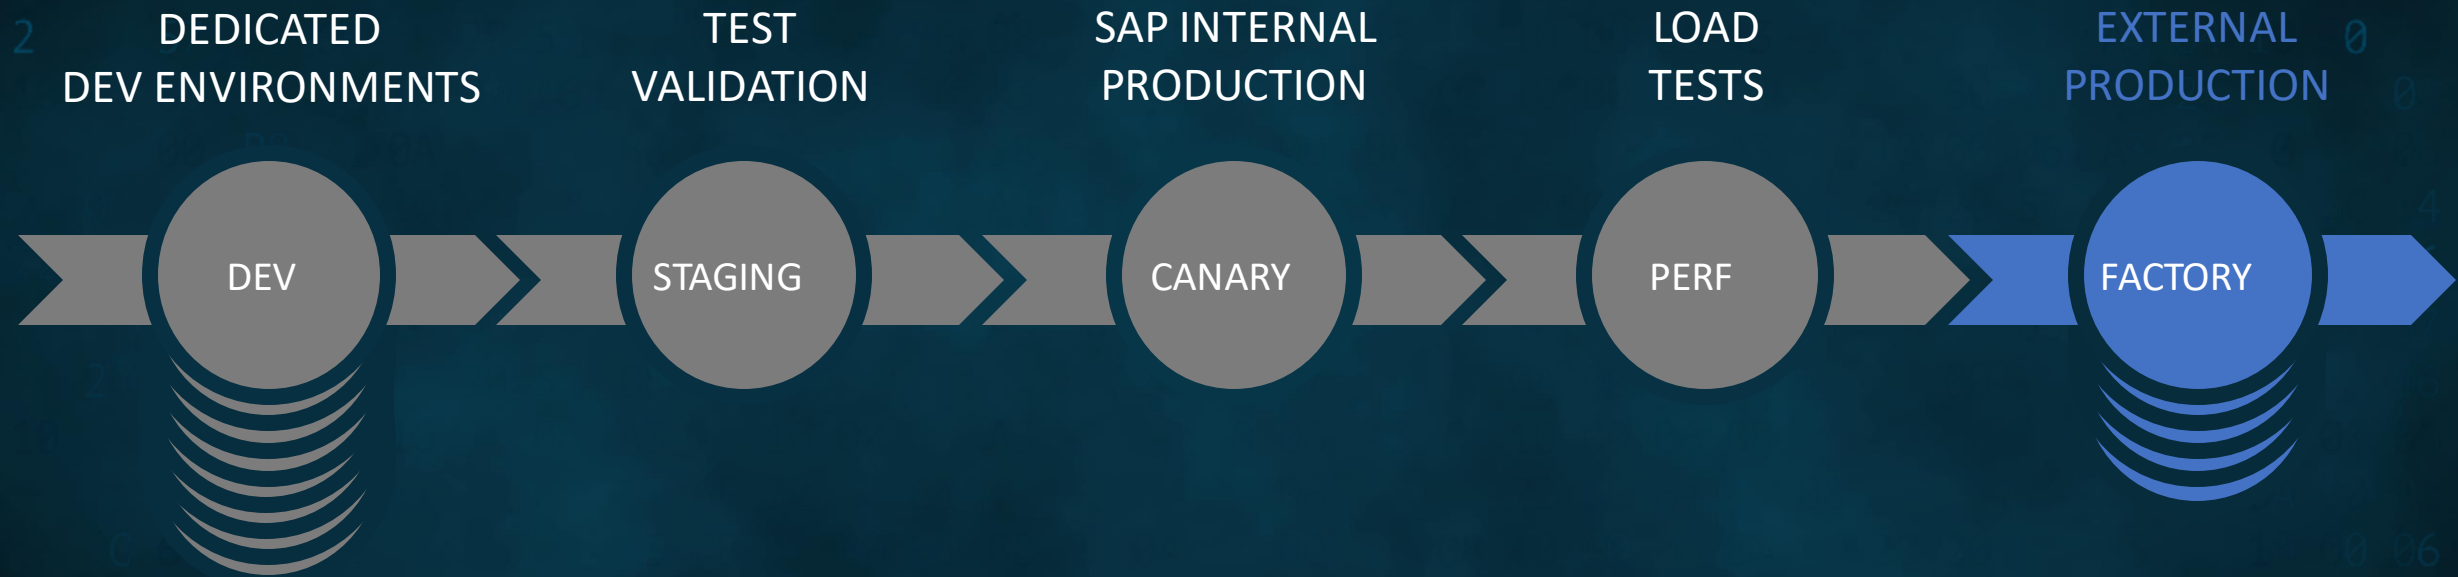 DEDICATED
DEV ENVIRONMENTS
TEST
VALIDATION
SAP INTERNAL
PRODUCTION
LOAD
TESTS
EXTERNAL
PRODUCTION
DEV
STAGING
CANARY
PERF
FACTORY